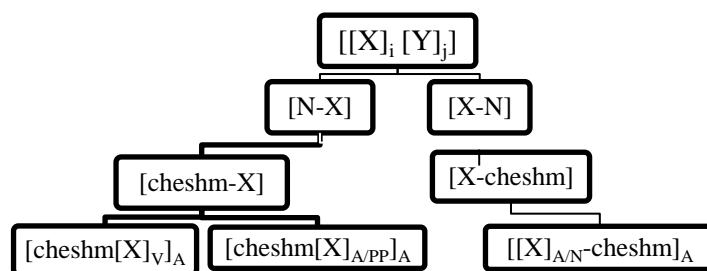 [[X]i [Y]j]
[N-X] [X-N]
[cheshm-X] [X-cheshm]
[cheshm[X]V]A [cheshm[X]A/PP]A [[X]A/N-cheshm]A